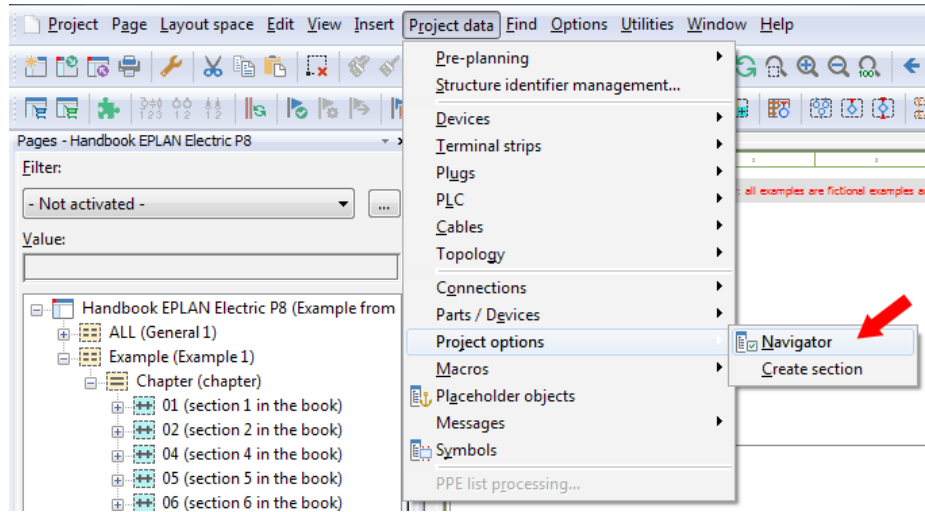 Project Page Layout space Edit View Insert Project data Find Options Utilities Window Help
Pages - Handbook EPLAN Electric P8
Filter:
- Not activated -
...
Value:
Handbook EPLAN Electric P8 (Example from
ALL (General 1)
Example (Example 1)
Chapter (chapter)
01 (section 1 in the book)
02 (section 2 in the book)
04 (section 4 in the book)
05 (section 5 in the book)
06 (section 6 in the book)
Pre-planning
Structure identifier management...
Devices
Terminal strips
Plugs
PLC
Cables
Topology
Connections
Parts / Devices
Project options
Macros
Placeholder objects
Messages
Symbols
PPE list processing...
Navigator
Create section
all examples are fictional examples
100%